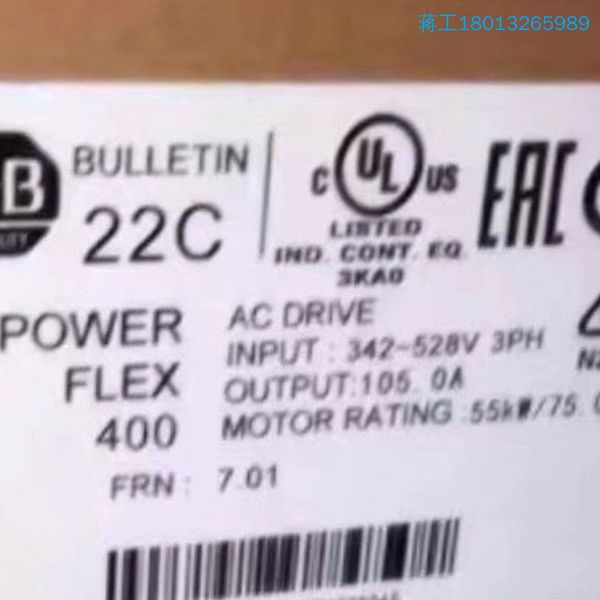 蒋工18013265989
B
BULLETIN
22C
C UL US
LISTED
IND. CONT. EQ.
3KA0
EAC
POWER
FLEX
400
AC DRIVE
INPUT : 342-528V 3PH
OUTPUT:105.0A
MOTOR RATING :55kW/75.0
FRN : 7.01